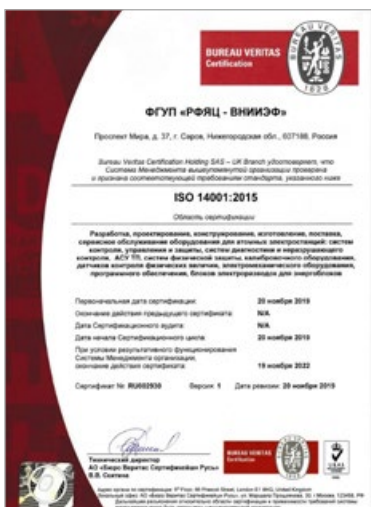 BUREAU VERITAS
Certification
BUREAU VERITAS
1828
ФГУП «РФЯЦ - ВНИИЭФ»
Проспект Мира, д. 37, г. Саров, Нижегородская обл., 607188, Россия
Bureau Veritas Certification Holding SAS – UK Branch удостоверяет, что
Система Менеджмента вышеупомянутой организации проверена
и признана соответствующей требованиям стандарта, указанного ниже
ISO 14001:2015
Область сертификации
Разработка, проектирование, конструирование, изготовление, поставка,
сервисное обслуживание оборудования для атомных электростанций: систем
контроля, управления и защиты, систем диагностики и неразрушающего
контроля, АСУ ТП, систем физической защиты, калибровочного оборудования,
датчиков контроля физических величин, электромеханического оборудования,
программного обеспечения, блоков электроразводок для энергоблоков
Первоначальная дата сертификации: 20 ноября 2019
Окончание действия предыдущего сертификата: N/A
Дата Сертификационного аудита: N/A
Дата начала Сертификационного цикла: 20 ноября 2019
При условии результативного функционирования
Системы Менеджмента организации,
окончание действия сертификата: 19 ноября 2022
Сертификат № RU002930 Версия: 1 Дата ревизии: 20 ноября 2019
Технический директор
АО «Бюро Веритас Сертификейшн Русь»
В.В. Скетина
BUREAU VERITAS
Certification
UKAS